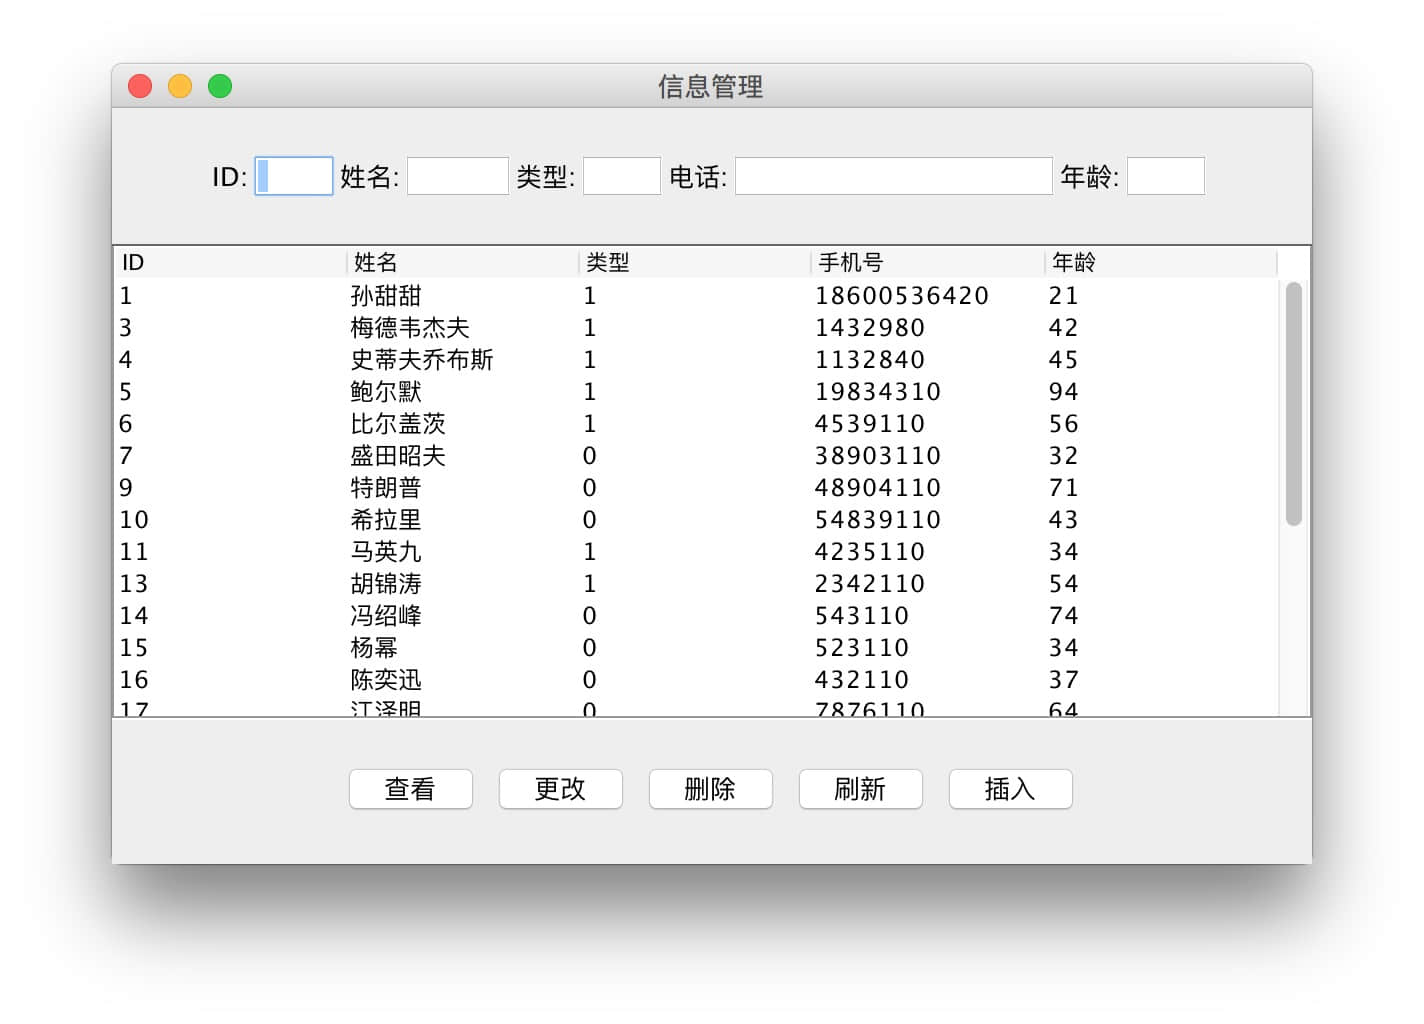 信息管理
ID: 姓名: 类型: 电话: 年龄:
ID 姓名 类型 手机号 年龄
1 孙甜甜 1 18600536420 21
3 梅德韦杰夫 1 1432980 42
4 史蒂夫乔布斯 1 1132840 45
5 鲍尔默 1 19834310 94
6 比尔盖茨 1 4539110 56
7 盛田昭夫 0 38903110 32
9 特朗普 0 48904110 71
10 希拉里 0 54839110 43
11 马英九 1 4235110 34
13 胡锦涛 1 2342110 54
14 冯绍峰 0 543110 74
15 杨幂 0 523110 34
16 陈奕迅 0 432110 37
17 江泽明 0 7876110 64
查看 更改 删除 刷新 插入